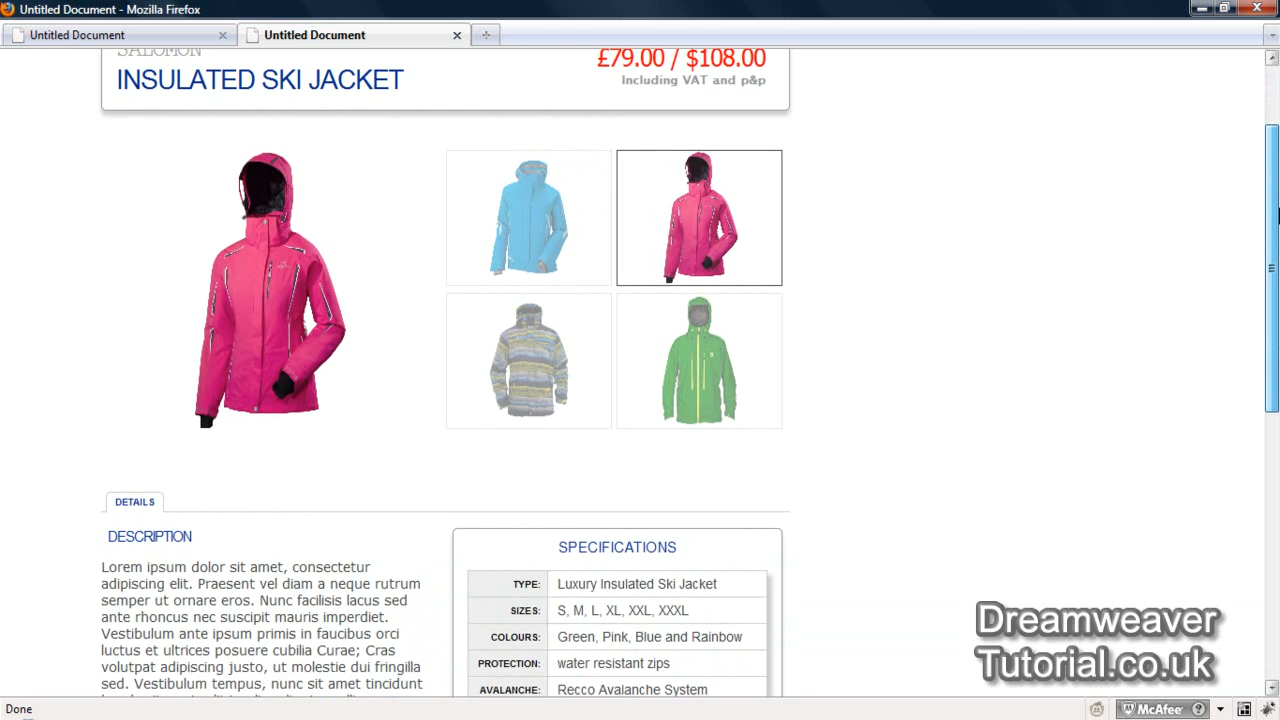 Untitled Document - Mozilla Firefox
Untitled Document
Untitled Document
SALOMON
£79.00 / $108.00
INSULATED SKI JACKET
Including VAT and p&p
DETAILS
DESCRIPTION
Lorem ipsum dolor sit amet, consectetur
adipiscing elit. Praesent vel diam a neque rutrum
semper ut ornare eros. Nunc facilisis lacus sed
ante rhoncus nec suscipit mauris imperdiet.
Vestibulum ante ipsum primis in faucibus orci
luctus et ultrices posuere cubilia Curae; Cras
volutpat adipiscing justo, ut molestie dui fringilla
sed. Vestibulum tempus, nunc sit amet tincidunt
SPECIFICATIONS
TYPE: Luxury Insulated Ski Jacket
SIZES: S, M, L, XL, XXL, XXXL
COLOURS: Green, Pink, Blue and Rainbow
PROTECTION: water resistant zips
AVALANCHE: Recco Avalanche System
Dreamweaver
Tutorial.co.uk
Done
McAfee